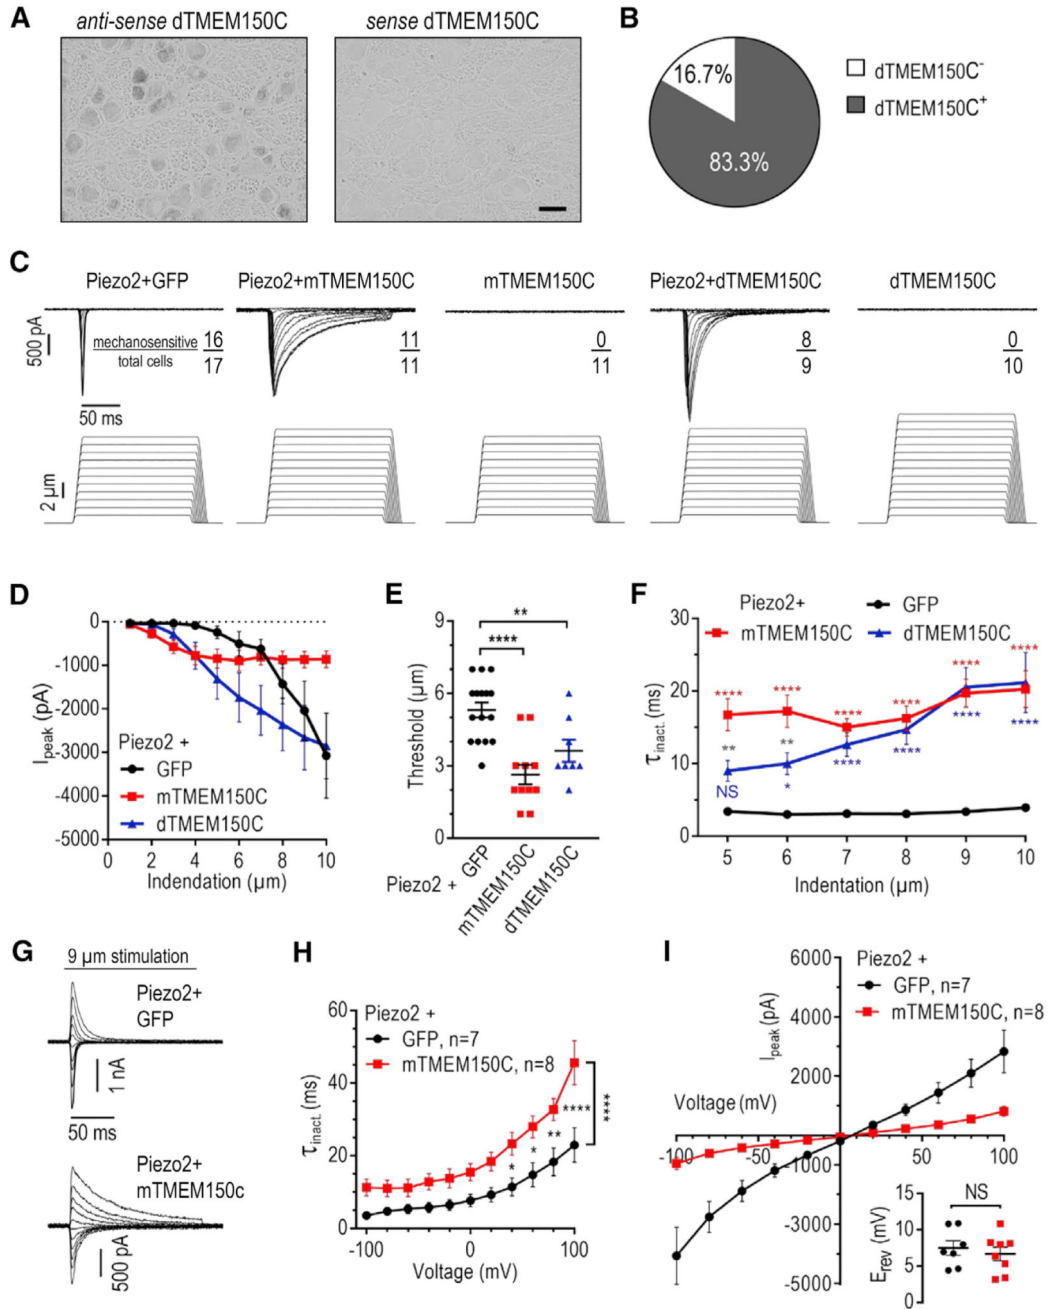 A
anti-sense dTMEM150C
sense dTMEM150C
B
16.7%
83.3%
dTMEM150C-
dTMEM150C+
C
Piezo2+GFP
Piezo2+mTMEM150C
mTMEM150C
Piezo2+dTMEM150C
dTMEM150C
500 pA
mechanosensitive
total cells
16
17
11
11
0
11
8
9
0
10
50 ms
2 µm
D
0
-1000
-2000
-3000
-4000
-5000
Ipeak (pA)
Piezo2 +
GFP
mTMEM150C
dTMEM150C
0 2 4 6 8 10
Indendation (µm)
E
9
6
3
0
Threshold (µm)
**
****
Piezo2 +
GFP
mTMEM150C
dTMEM150C
F
Piezo2+
mTMEM150C
GFP
dTMEM150C
30
20
10
0
τinact. (ms)
**** **** **** **** **** ****
** **
NS * **** **** **** ****
5 6 7 8 9 10
Indentation (µm)
G
9 µm stimulation
Piezo2+
GFP
1 nA
50 ms
Piezo2+
mTMEM150c
500 pA
H
Piezo2 +
GFP, n=7
mTMEM150C, n=8
60
40
20
0
τinact. (ms)
* * ** ****
****
-100 0 100
Voltage (mV)
I
Piezo2 +
GFP, n=7
mTMEM150C, n=8
6000
4000
2000
-1000
-3000
-5000
Ipeak (pA)
Voltage (mV)
-100 -50 50 100
NS
15
10
5
0
Erev (mV)